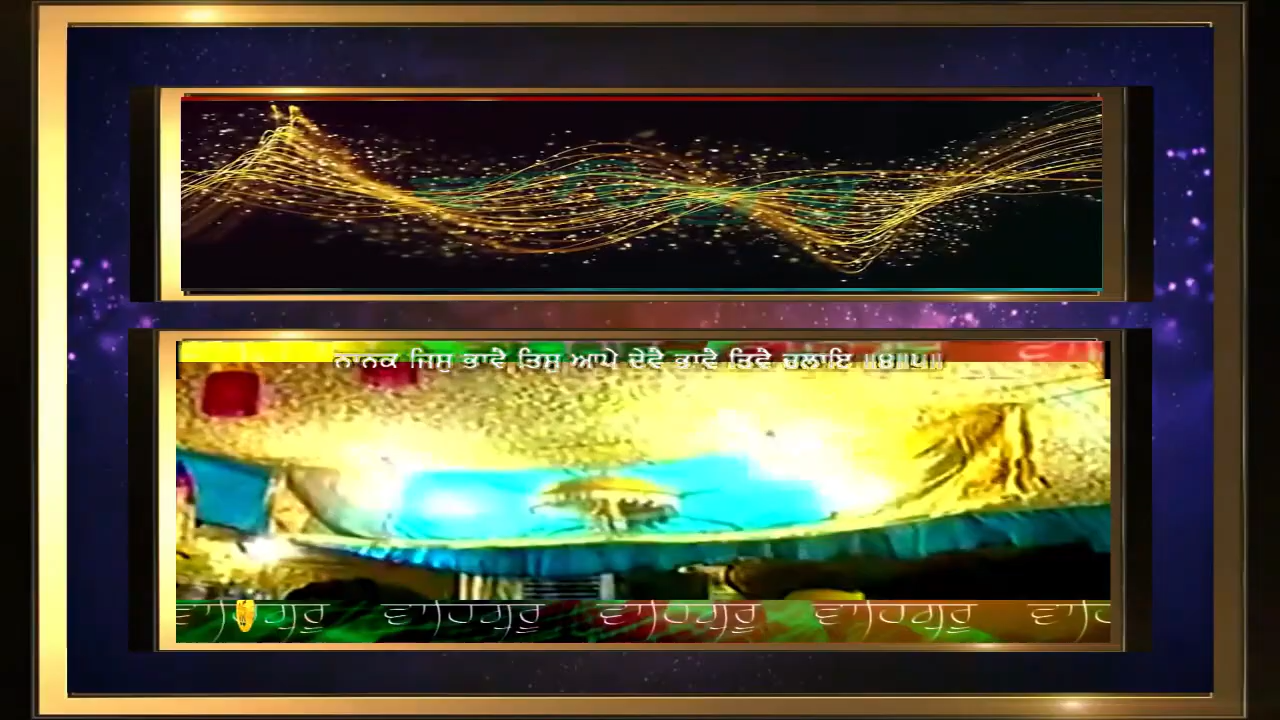 ਨਾਨਕ ਜਿਸੁ ਭਾਵੈ ਤਿਸੁ ਆਪੇ ਦੇਵੈ ਭਾਵੈ ਤਿਵੈ ਚਲਾਇ ॥੪॥੫॥
ਵਾਹਿਗੁਰੂ ਵਾਹਿਗੁਰੂ ਵਾਹਿਗੁਰੂ ਵਾਹਿਗੁਰੂ